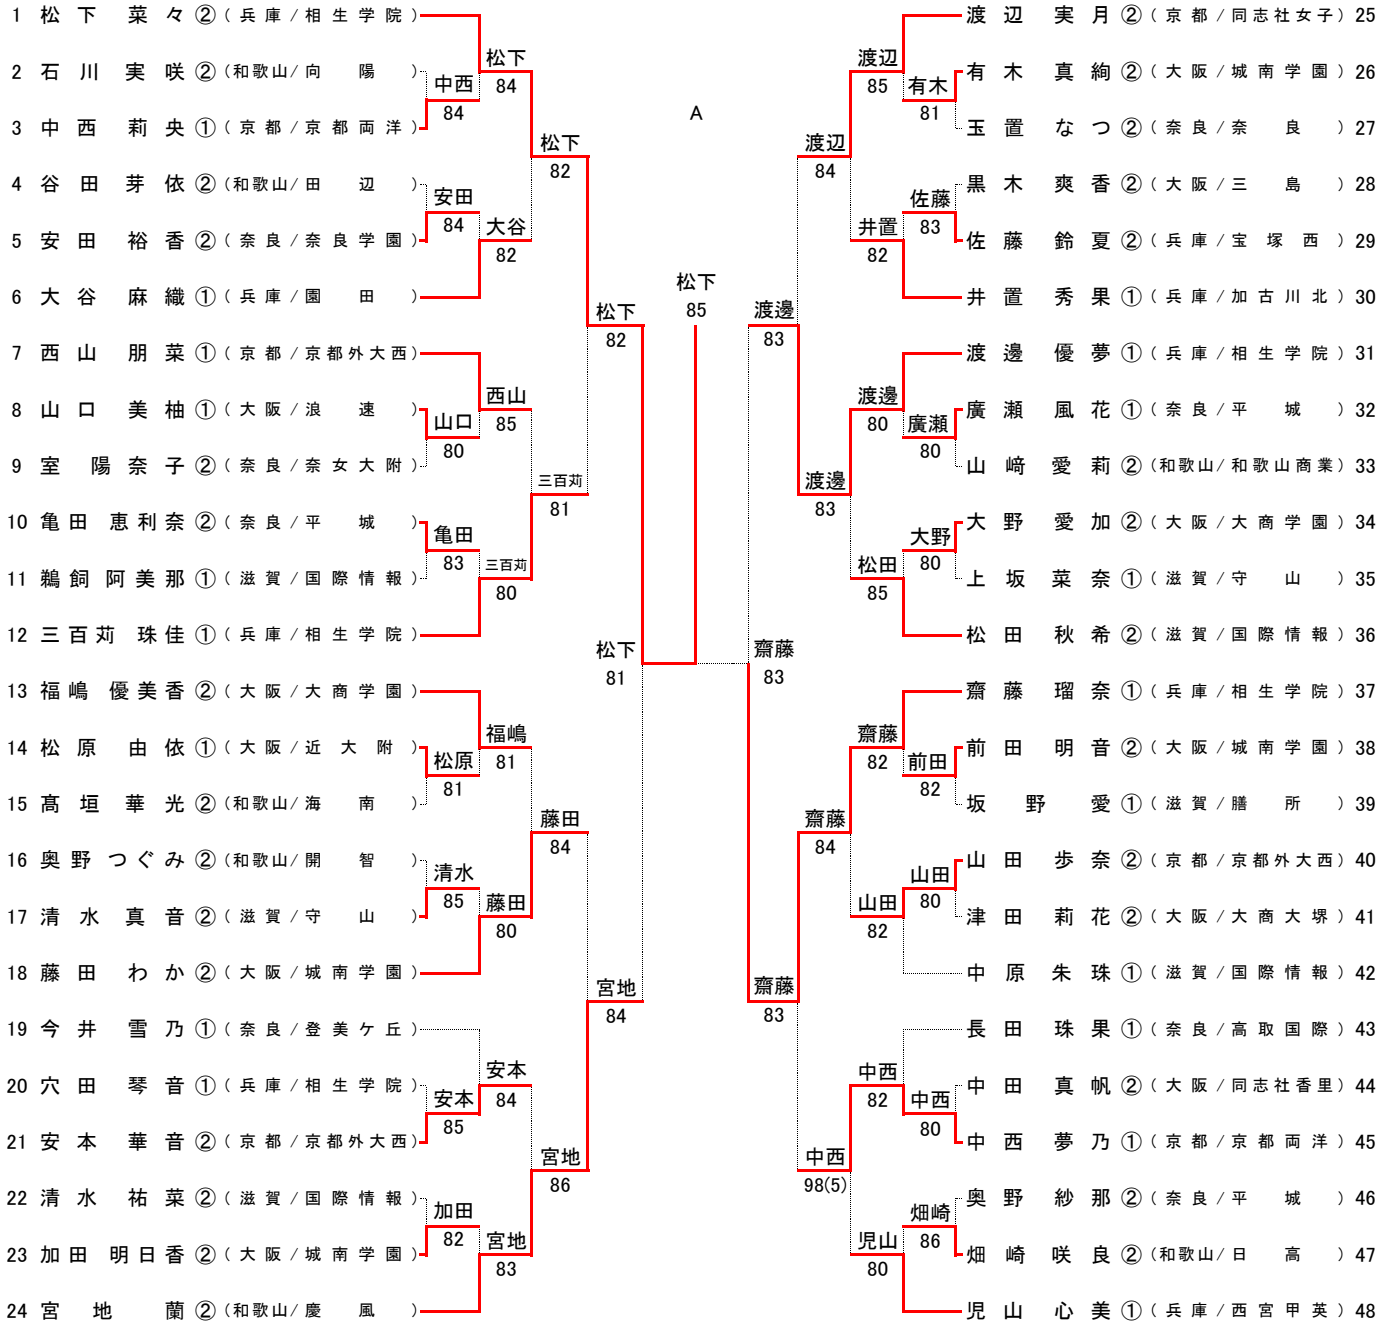 1 松下 菜々 ② (兵庫/相生学院)
2 石川 実咲 ② (和歌山/向陽)
3 中西 莉央 ① (京都/京都両洋)
4 谷田 芽依 ② (和歌山/田辺)
5 安田 裕香 ② (奈良/奈良学園)
6 大谷 麻織 ① (兵庫/園田)
7 西山 朋菜 ① (京都/京都外大西)
8 山口 美柚 ① (大阪/浪速)
9 室 陽奈子 ② (奈良/奈女大附)
10 亀田 恵利奈 ② (奈良/平城)
11 鵜飼 阿美那 ① (滋賀/国際情報)
12 三百苅 珠佳 ① (兵庫/相生学院)
13 福嶋 優美香 ② (大阪/大商学園)
14 松原 由依 ① (大阪/近大附)
15 髙垣 華光 ② (和歌山/海南)
16 奥野 つぐみ ② (和歌山/開智)
17 清水 真音 ② (滋賀/守山)
18 藤田 わか ② (大阪/城南学園)
19 今井 雪乃 ① (奈良/登美ケ丘)
20 穴田 琴音 ① (兵庫/相生学院)
21 安本 華音 ② (京都/京都外大西)
22 清水 祐菜 ② (滋賀/国際情報)
23 加田 明日香 ② (大阪/城南学園)
24 宮地 蘭 ② (和歌山/慶風)
中西
84
安田
84
山口
80
亀田
83
松原
81
清水
85
安本
85
加田
82
松下
84
大谷
82
西山
85
三百苅
80
福嶋
81
藤田
80
安本
84
宮地
83
松下
82
三百苅
81
藤田
84
宮地
86
松下
82
宮地
84
松下
81
A
松下
85
齋藤
83
渡邊
83
齋藤
83
渡辺
84
渡邊
83
齋藤
84
中西
98(5)
渡辺
85
井置
82
渡邊
80
松田
85
齋藤
82
山田
82
中西
82
児山
80
有木
81
佐藤
83
廣瀬
80
大野
80
前田
82
山田
80
中西
80
畑崎
86
渡辺 実月 ② (京都/同志社女子) 25
有木 真絢 ② (大阪/城南学園) 26
玉置 なつ ② (奈良/奈良) 27
黒木 爽香 ② (大阪/三島) 28
佐藤 鈴夏 ② (兵庫/宝塚西) 29
井置 秀果 ① (兵庫/加古川北) 30
渡邊 優夢 ① (兵庫/相生学院) 31
廣瀬 風花 ① (奈良/平城) 32
山﨑 愛莉 ② (和歌山/和歌山商業) 33
大野 愛加 ② (大阪/大商学園) 34
上坂 菜奈 ① (滋賀/守山) 35
松田 秋希 ② (滋賀/国際情報) 36
齋藤 瑠奈 ① (兵庫/相生学院) 37
前田 明音 ② (大阪/城南学園) 38
坂野 愛 ① (滋賀/膳所) 39
山田 歩奈 ② (京都/京都外大西) 40
津田 莉花 ② (大阪/大商大堺) 41
中原 朱珠 ① (滋賀/国際情報) 42
長田 珠果 ① (奈良/高取国際) 43
中田 真帆 ② (大阪/同志社香里) 44
中西 夢乃 ① (京都/京都両洋) 45
奥野 紗那 ② (奈良/平城) 46
畑崎 咲良 ② (和歌山/日高) 47
児山 心美 ① (兵庫/西宮甲英) 48